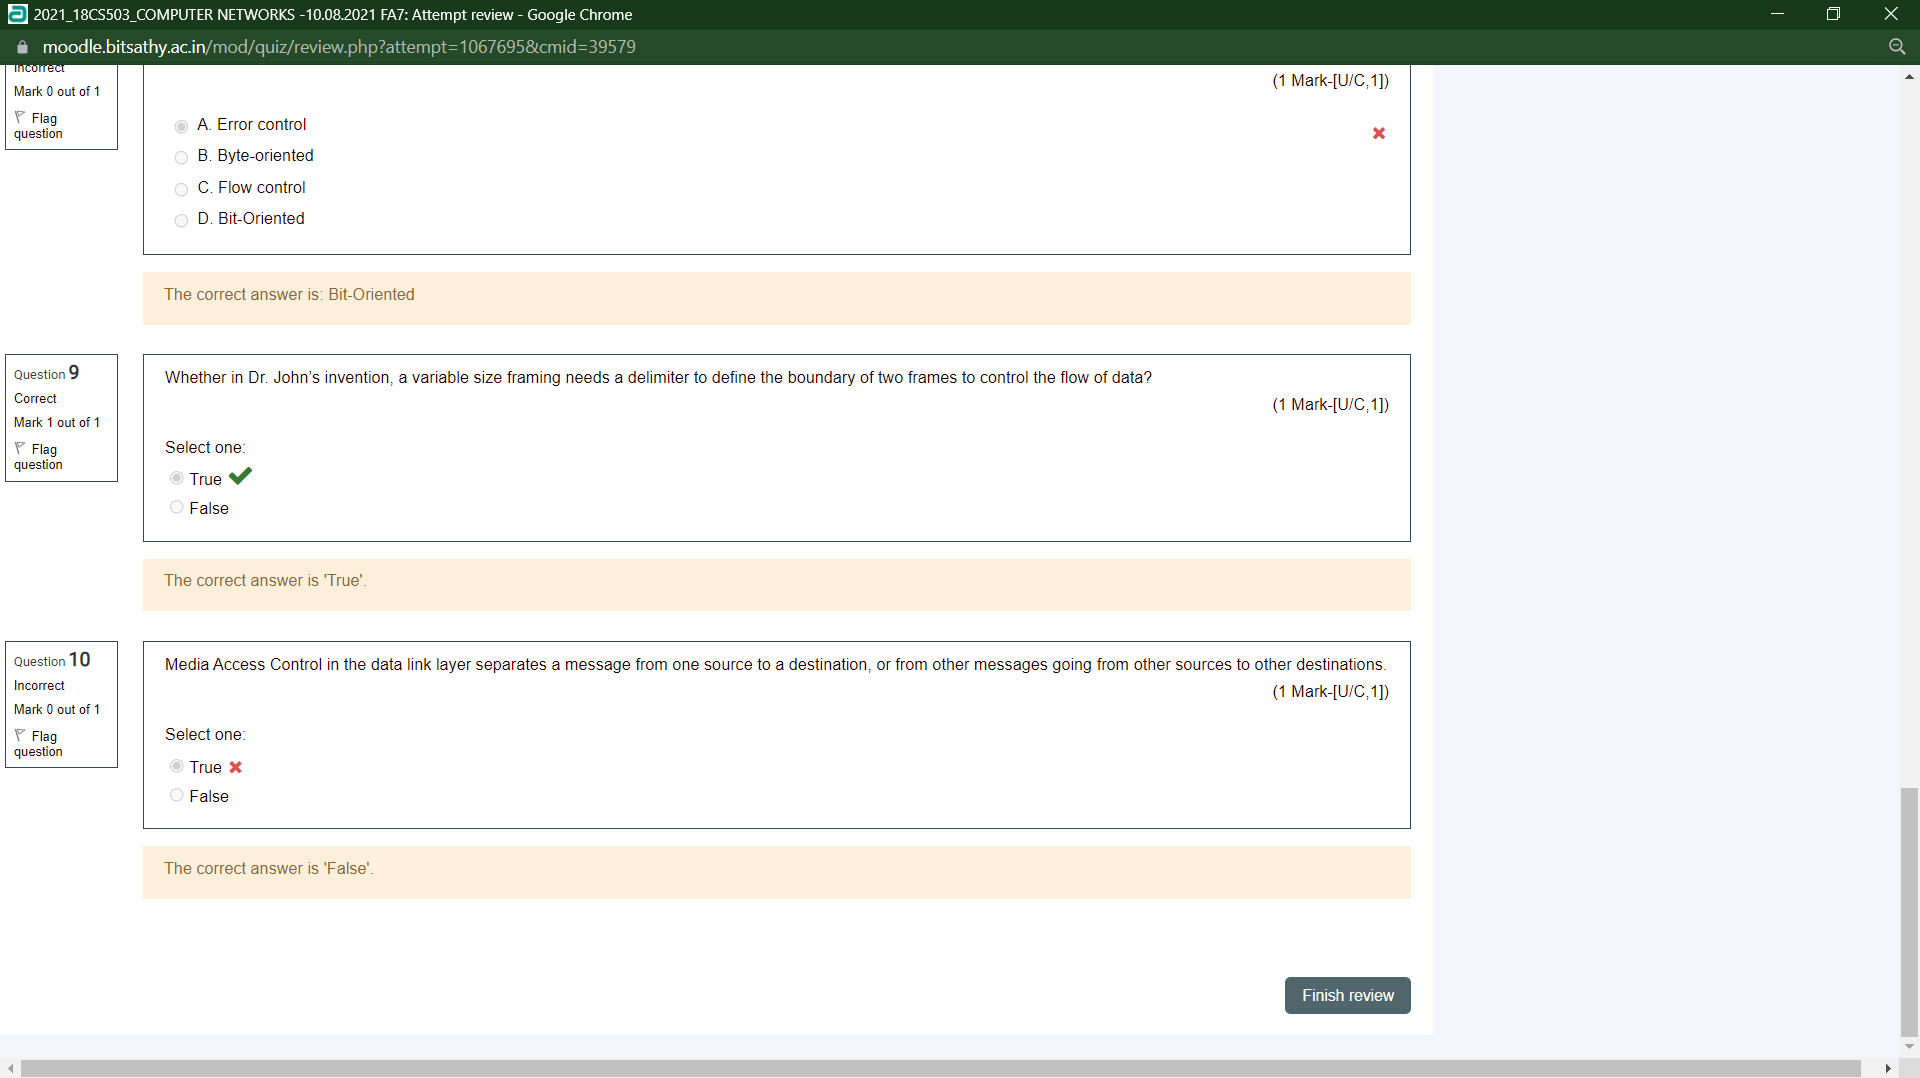 2021_18CS503_COMPUTER NETWORKS -10.08.2021 FA7: Attempt review - Google Chrome
moodle.bitsathy.ac.in/mod/quiz/review.php?attempt=1067695&cmid=39579
Incorrect
Mark 0 out of 1
Flag question
(1 Mark-[U/C,1])
A. Error control
B. Byte-oriented
C. Flow control
D. Bit-Oriented
The correct answer is: Bit-Oriented
Question 9
Correct
Mark 1 out of 1
Flag
question
Whether in Dr. John's invention, a variable size framing needs a delimiter to define the boundary of two frames to control the flow of data?
(1 Mark-[U/C,1])
Select one:
True
False
The correct answer is 'True'.
Question 10
Incorrect
Mark 0 out of 1
Flag
question
Media Access Control in the data link layer separates a message from one source to a destination, or from other messages going from other sources to other destinations.
(1 Mark-[U/C,1])
Select one:
True
False
The correct answer is 'False'.
Finish review